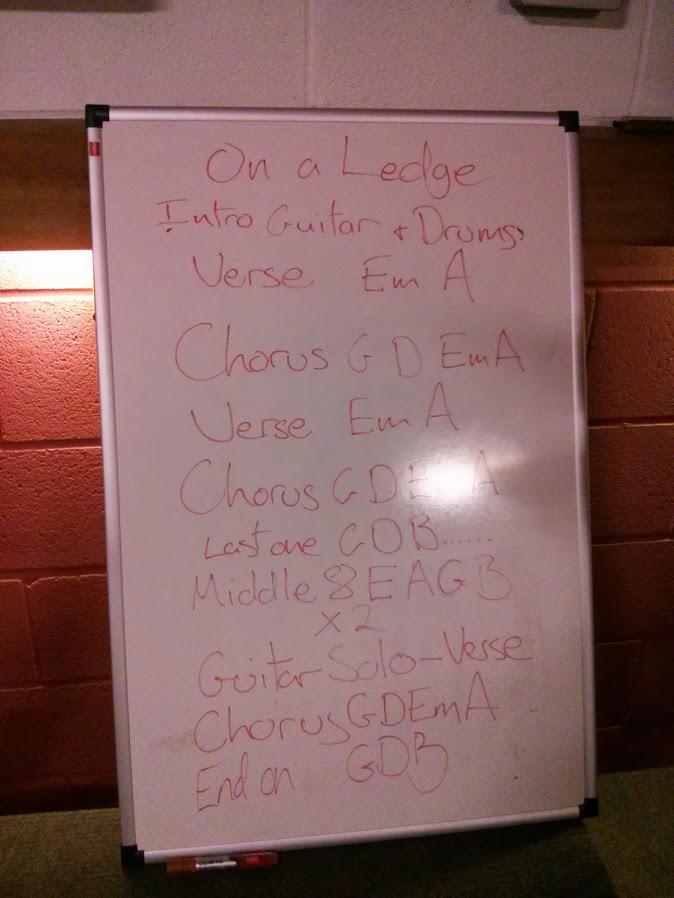 On a Ledge
Intro Guitar + Drums
Verse Em A
Chorus G D Em A
Verse Em A
Chorus G D E A
Last one G D B.......
Middle 8 E A G B
x 2
Guitar Solo - Verse
Chorus G D Em A
End on G D B